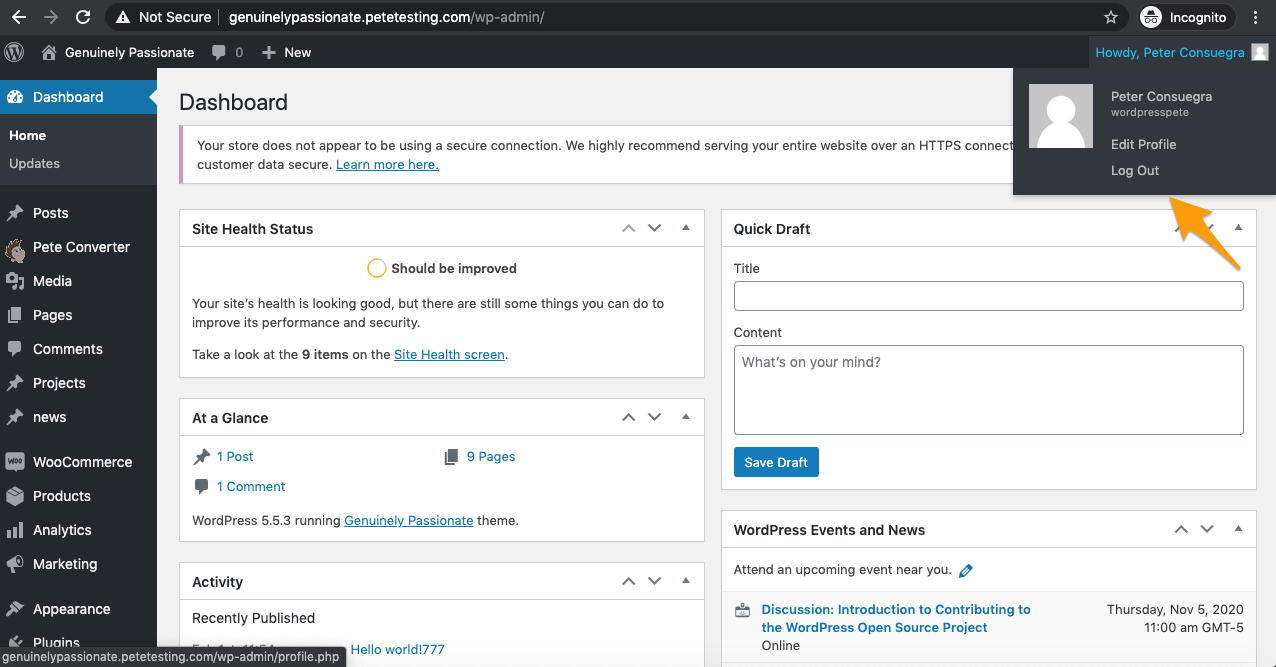 Not Secure
genuinelypassionate.petetesting.com/wp-admin/
Incognito
Genuinely Passionate
0
New
Howdy, Peter Consuegra
Peter Consuegra
wordpresspete
Edit Profile
Log Out
Dashboard
Home
Updates
Posts
Pete Converter
Media
Pages
Comments
Projects
news
WOO
WooCommerce
Products
Analytics
Marketing
Appearance
Plugins
Dashboard
Your store does not appear to be using a secure connection. We highly recommend serving your entire website over an HTTPS connect
customer data secure. Learn more here.
Site Health Status
Should be improved
Your site's health is looking good, but there are still some things you can do to
improve its performance and security.
Take a look at the 9 items on the Site Health screen.
At a Glance
1 Post
9 Pages
1 Comment
WordPress 5.5.3 running Genuinely Passionate theme.
Activity
Recently Published
Hello world!777
Quick Draft
Title
Content
What's on your mind?
Save Draft
WordPress Events and News
Attend an upcoming event near you.
Discussion: Introduction to Contributing to
the WordPress Open Source Project
Online
Thursday, Nov 5, 2020
11:00 am GMT-5
genuinelypassionate.petetesting.com/wp-admin/profile.php